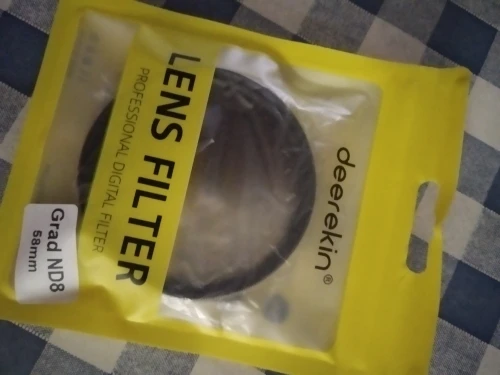 deerekin®
LENS FILTER
PROFESSIONAL DIGITAL FILTER
Grad ND8
58mm